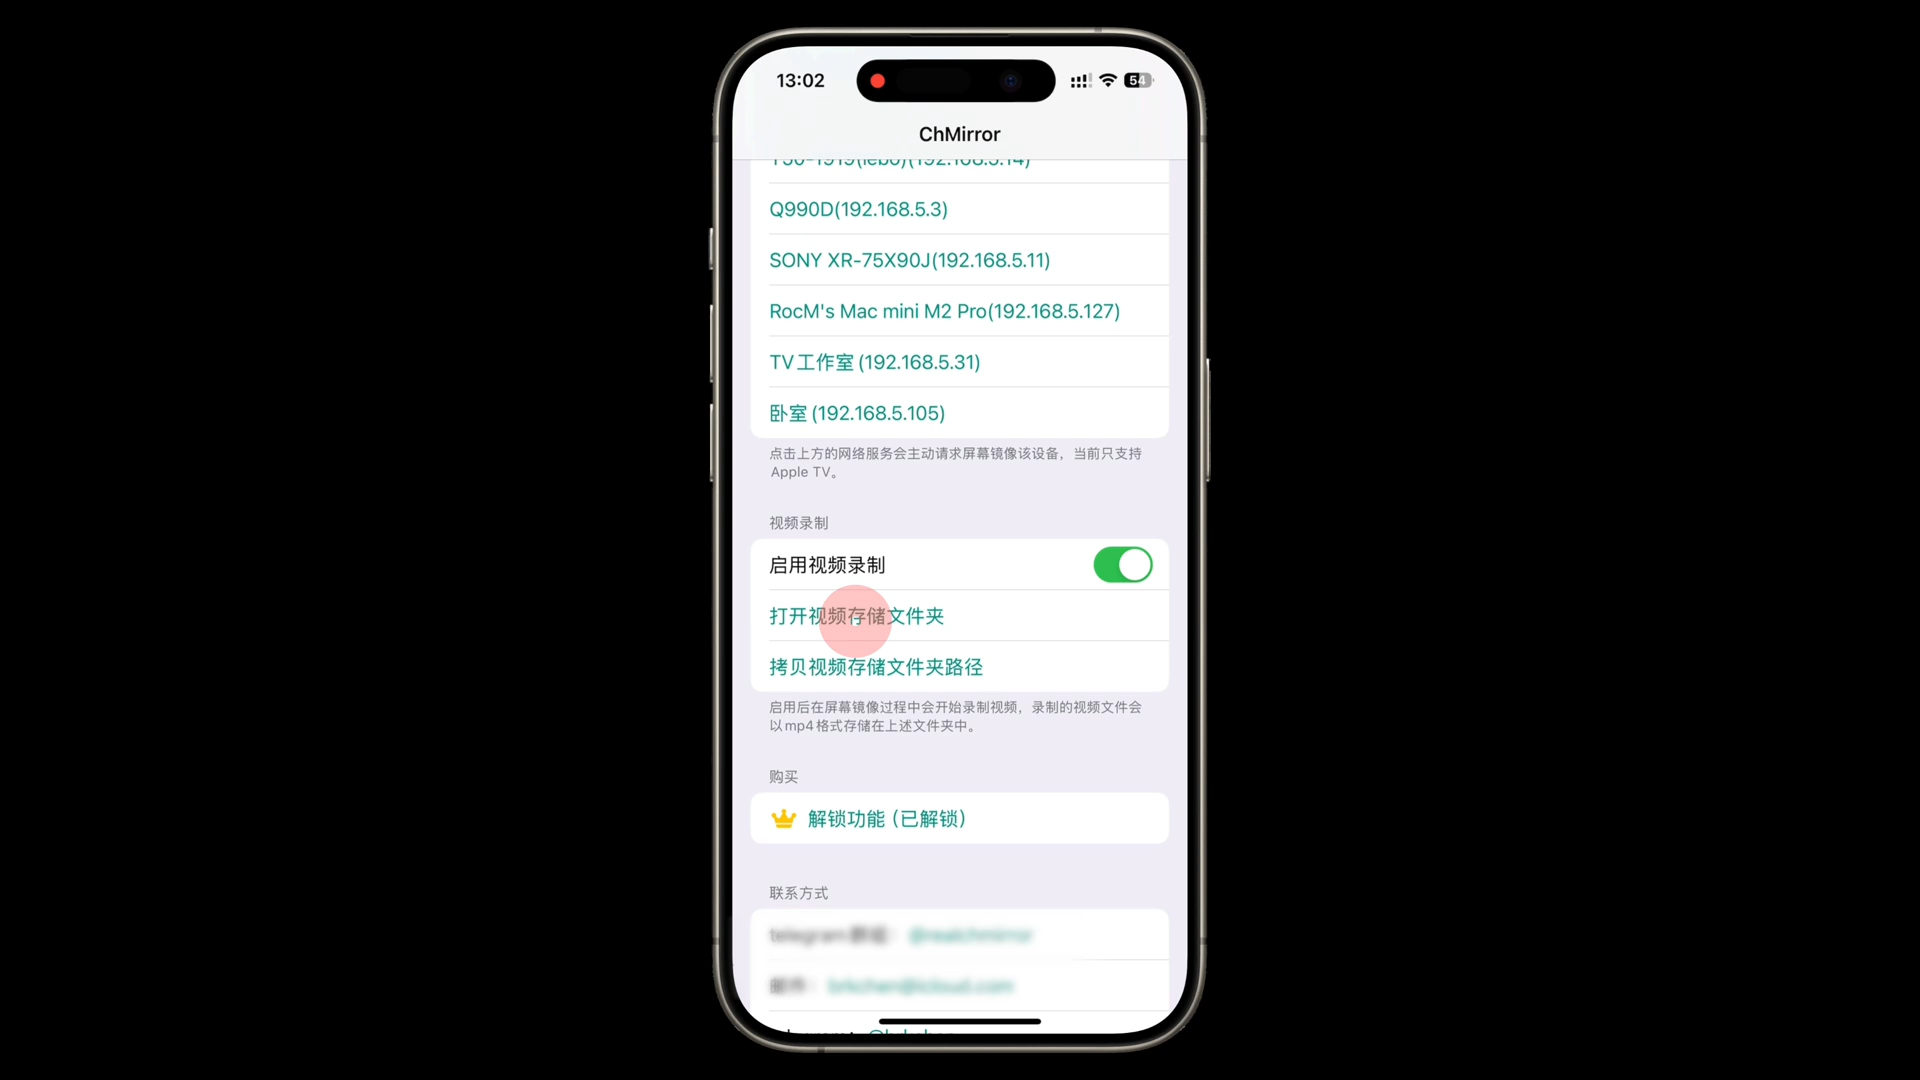 13:02
54
ChMirror
Q990D(192.168.5.3)
SONY XR-75X90J(192.168.5.11)
RocM's Mac mini M2 Pro(192.168.5.127)
TV工作室(192.168.5.31)
卧室(192.168.5.105)
点击上方的网络服务会主动请求屏幕镜像该设备，当前只支持
Apple TV。
视频录制
启用视频录制
打开视频存储文件夹
拷贝视频存储文件夹路径
启用后在屏幕镜像过程中会开始录制视频，录制的视频文件会
以mp4格式存储在上述文件夹中。
购买
解锁功能（已解锁）
联系方式